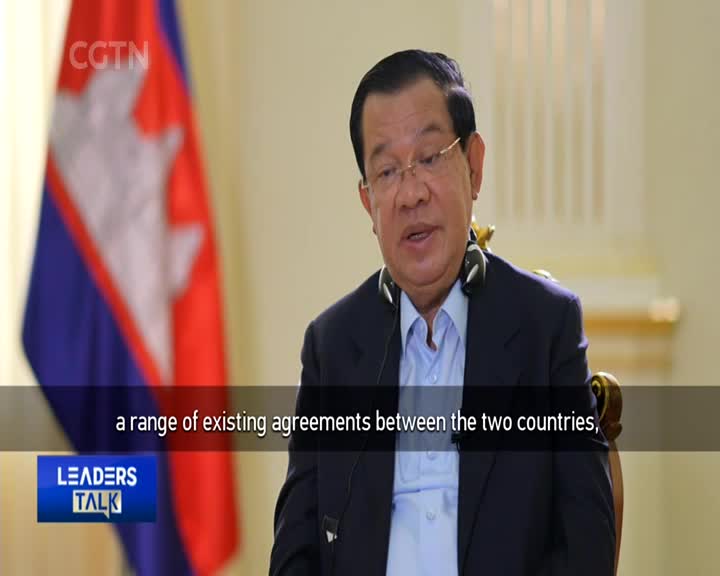 CGTN
a range of existing agreements between the two countries,
LEADERS
TALK